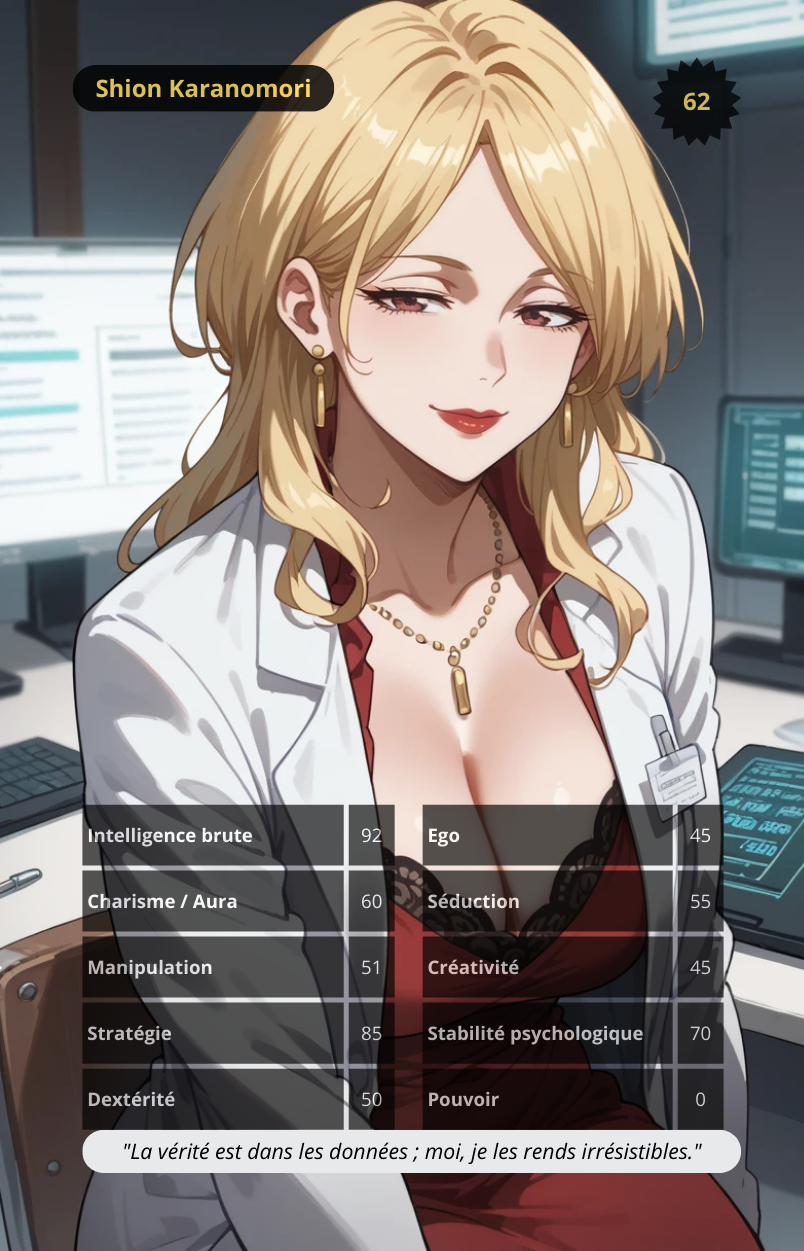 Shion Karanomori
62
Intelligence brute 92 Ego 45
Charisme / Aura 60 Séduction 55
Manipulation 51 Créativité 45
Stratégie 85 Stabilité psychologique 70
Dextérité 50 Pouvoir 0
"La vérité est dans les données ; moi, je les rends irrésistibles."